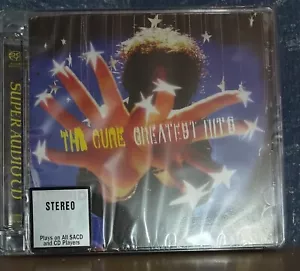 SUPER AUDIO CD
THE CURE GREATEST HITS
STEREO
Plays on All SACD
and CD Players